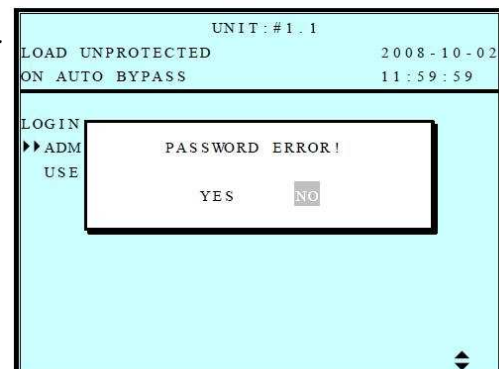 UNIT:#1.1
LOAD UNPROTECTED 2008-10-02
ON AUTO BYPASS 11:59:59
LOGIN
ADM
USE
PASSWORD ERROR!
YES NO